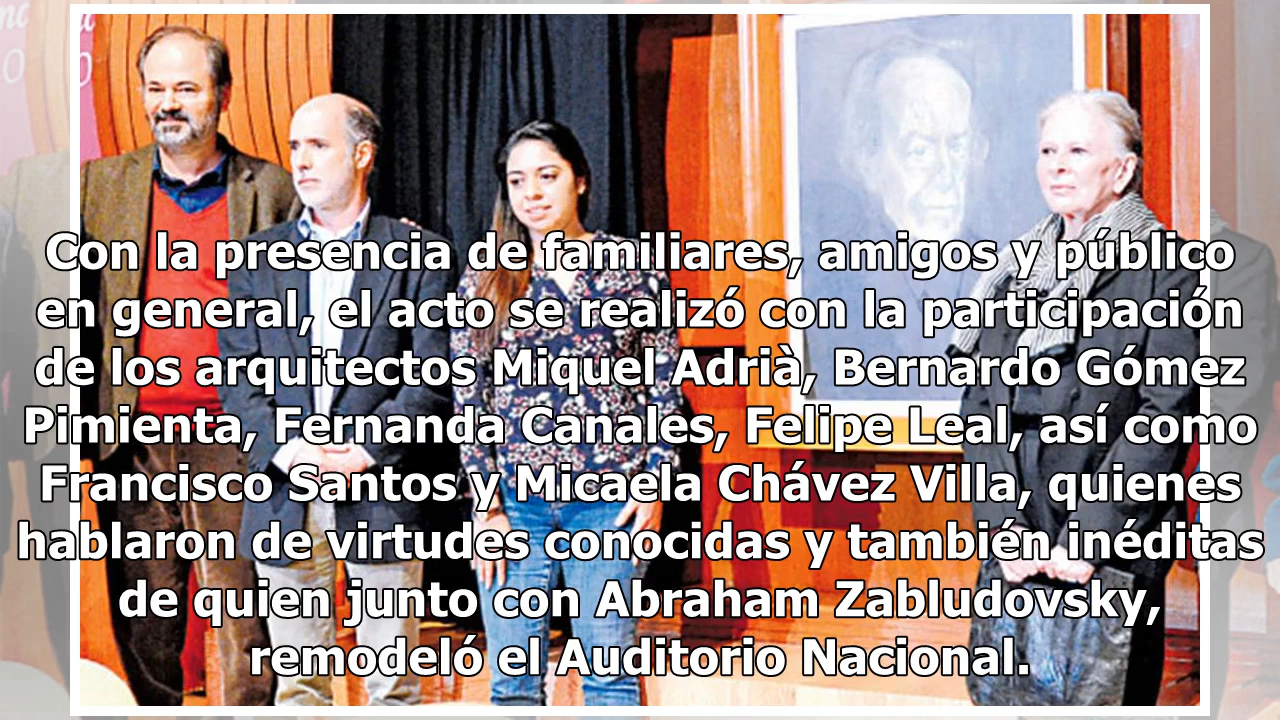 Con la presencia de familiares, amigos y público
en general, el acto se realizó con la participación
de los arquitectos Miquel Adrià, Bernardo Gómez
Pimienta, Fernanda Canales, Felipe Leal, así como
Francisco Santos y Micaela Chávez Villa, quienes
hablaron de virtudes conocidas y también inéditas
de quien junto con Abraham Zabludovsky,
remodeló el Auditorio Nacional.